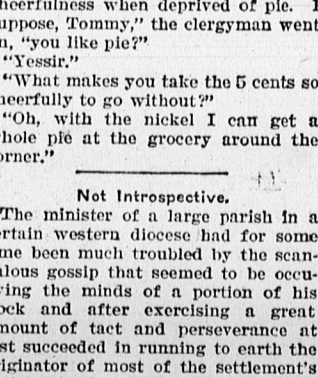 heerfulness when deprived of pie. I
uppose, Tommy," the clergyman went
n, "you like pie?"
"Yessir."
"What makes you take the 5 cents so
heerfully to go without?"
"Oh, with the nickel I can get a
hole pie at the grocery around the
orner."
Not Introspective.
The minister of a large parish in a
ertain western diocese had for some
me been much troubled by the scan-
alous gossip that seemed to be occu-
ying the minds of a portion of his
ock and after exercising a great
mount of tact and perseverance at
st succeeded in running to earth the
riginator of most of the settlement's